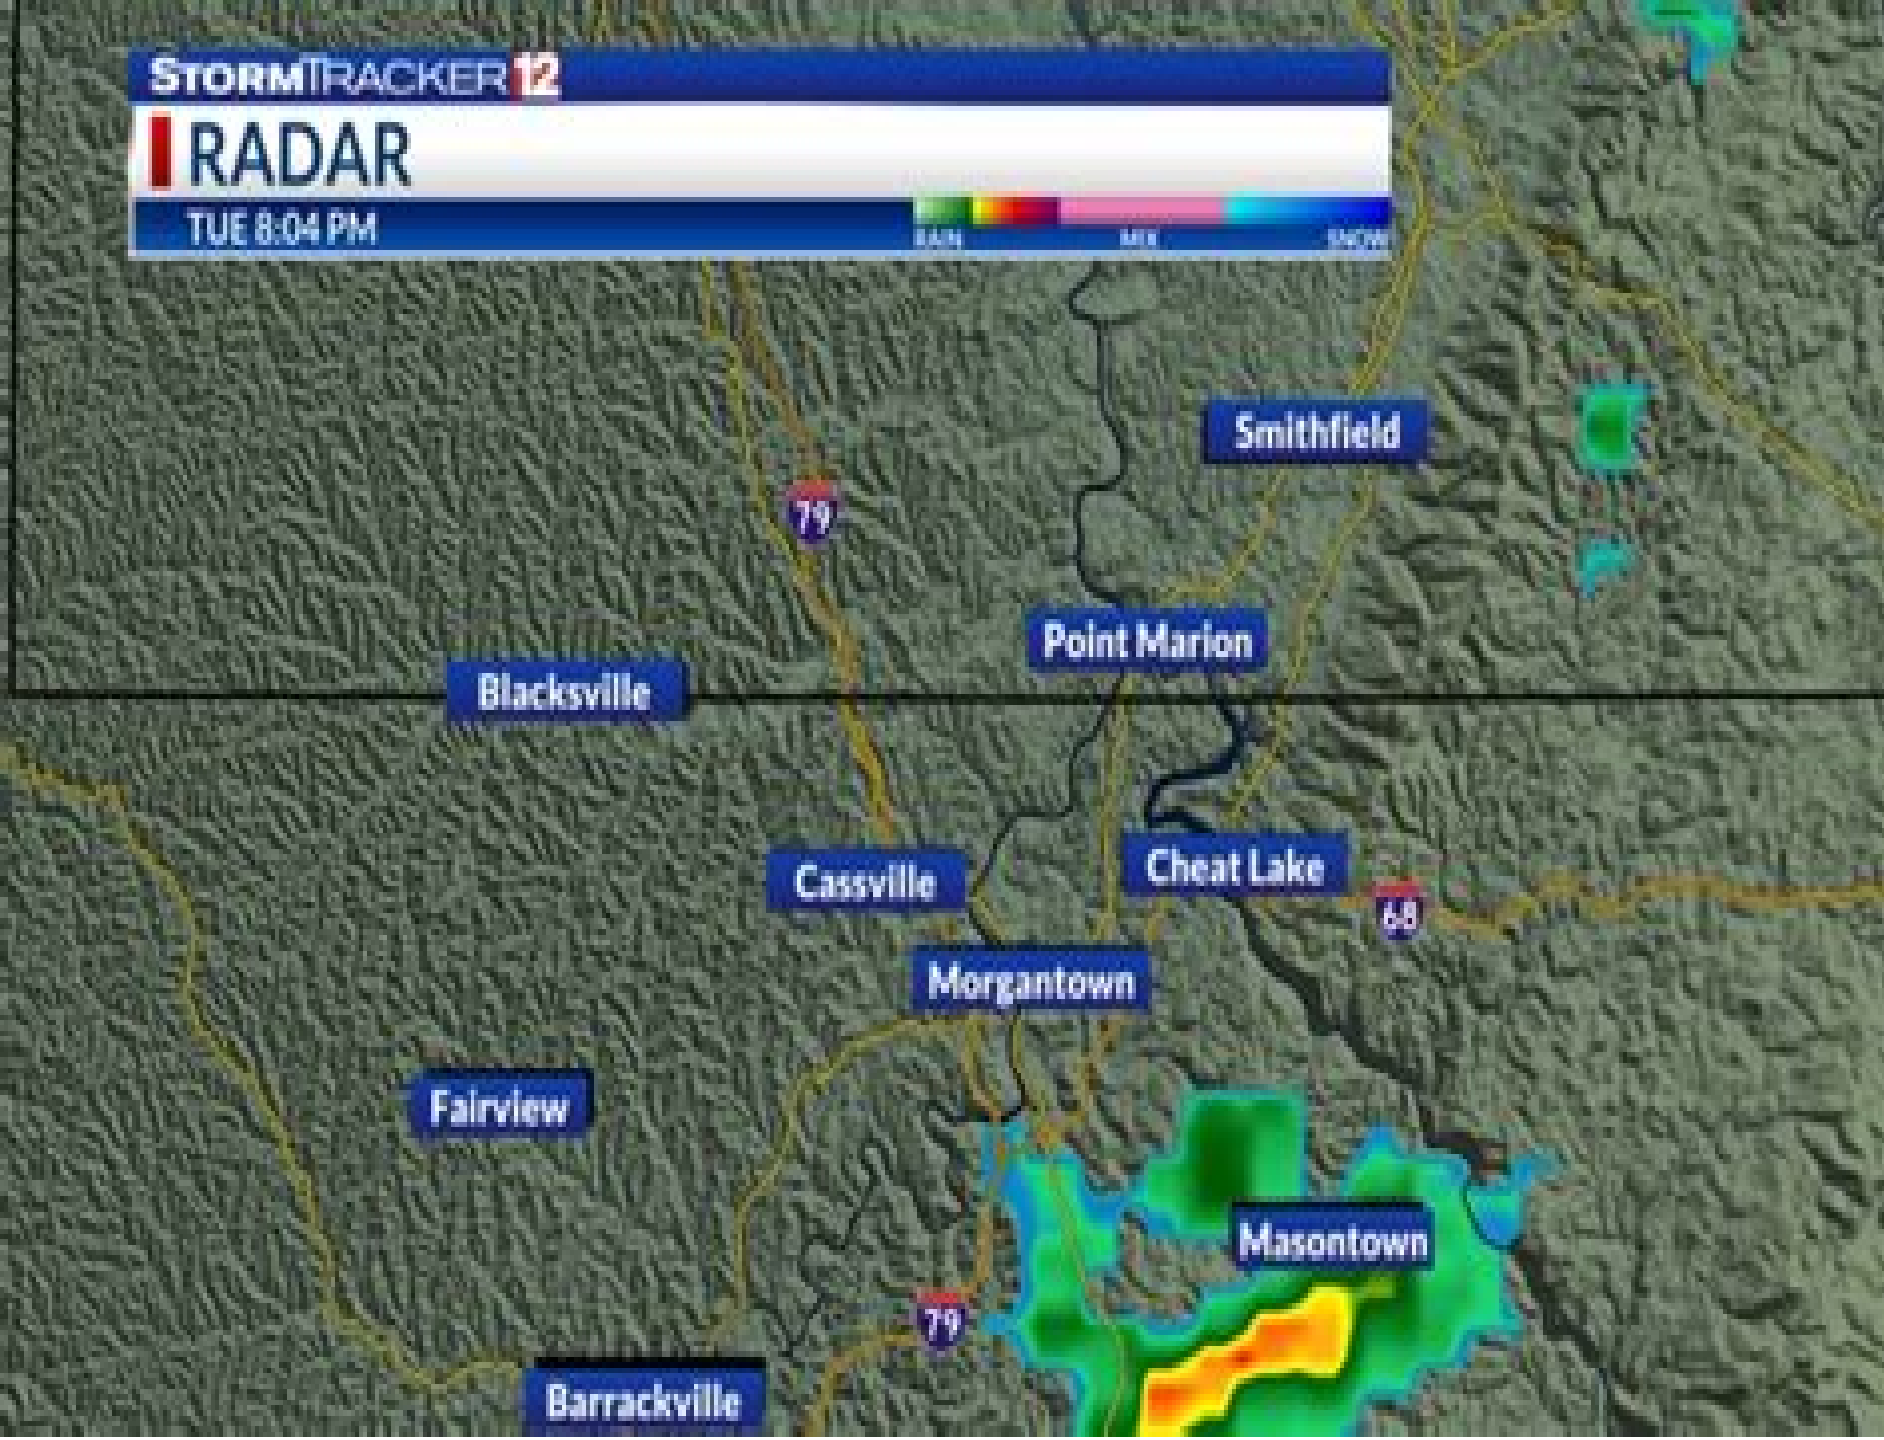 STORMTRACKER 12
RADAR
TUE 8:04 PM
RAIN MIX SNOW
Smithfield
79
Point Marion
Blacksville
Cassville
Cheat Lake
68
Morgantown
Fairview
Masontown
79
Barrackville